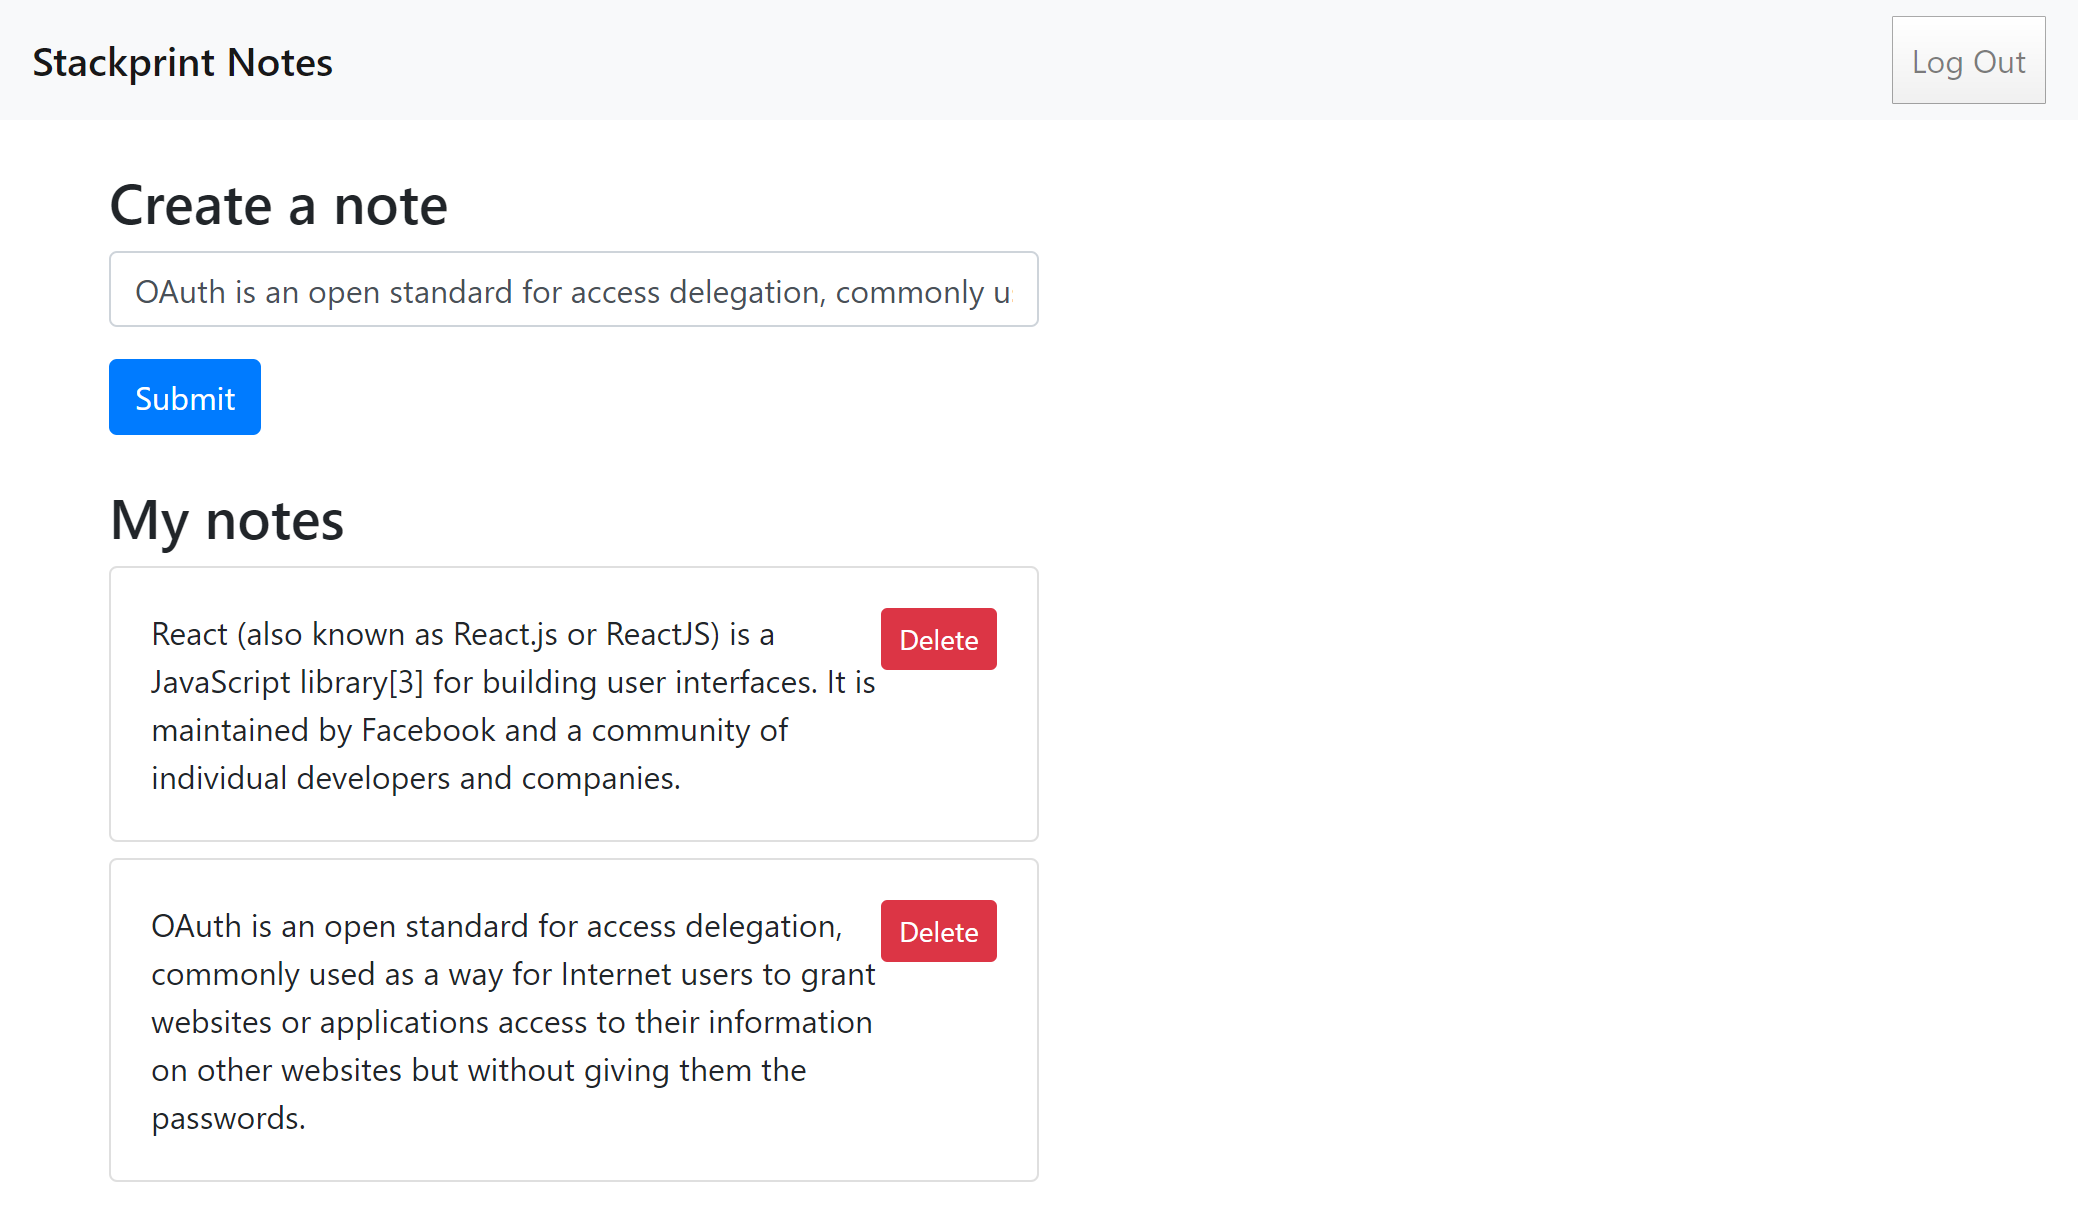 Stackprint Notes
Log Out
Create a note
OAuth is an open standard for access delegation, commonly
Submit
My notes
React (also known as React.js or ReactJS) is a
JavaScript library[3] for building user interfaces. It is
maintained by Facebook and a community of
individual developers and companies.
Delete
OAuth is an open standard for access delegation,
commonly used as a way for Internet users to grant
websites or applications access to their information
on other websites but without giving them the
passwords.
Delete